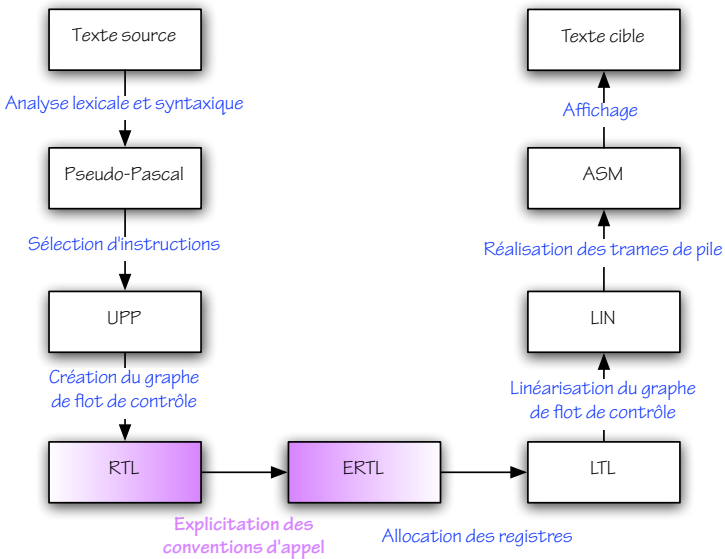 Texte source
Analyse lexicale et syntaxique
Pseudo-Pascal
Sélection d'instructions
UPP
Création du graphe
de flot de contrôle
RTL
Explicitation des
conventions d'appel
ERTL
Allocation des registres
LTL
Linéarisation du graphe
de flot de contrôle
LIN
Réalisation des trames de pile
ASM
Affichage
Texte cible